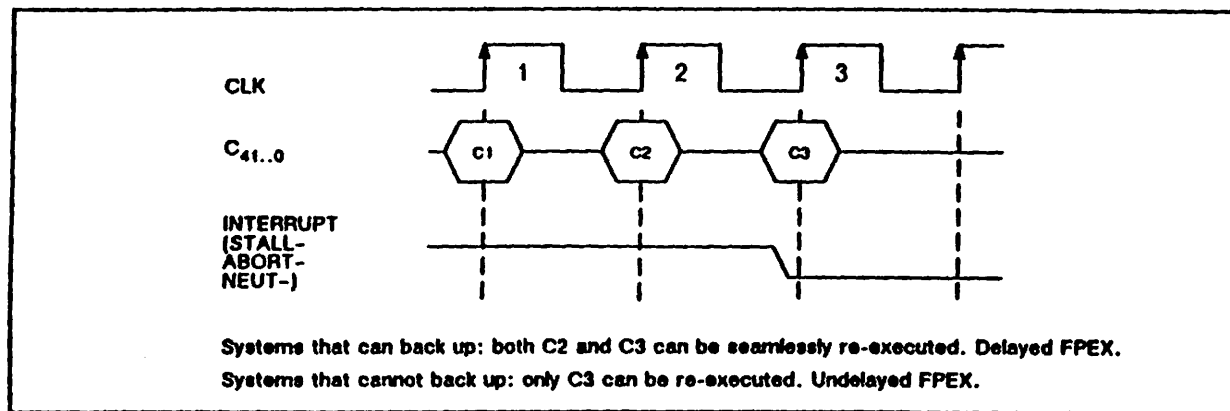 1 2 3
CLK
C41..0 C1 C2 C3
INTERRUPT
(STALL-
ABORT-
NEUT-)
Systems that can back up: both C2 and C3 can be seamlessly re-executed. Delayed FPEX.
Systems that cannot back up: only C3 can be re-executed. Undelayed FPEX.